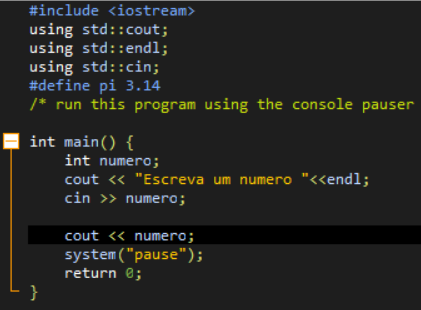 #include <iostream>
using std::cout;
using std::endl;
using std::cin;
#define pi 3.14
/* run this program using the console pauser
int main() {
int numero;
cout << "Escreva um numero "<<endl;
cin >> numero;
cout << numero;
system("pause");
return 0;
}